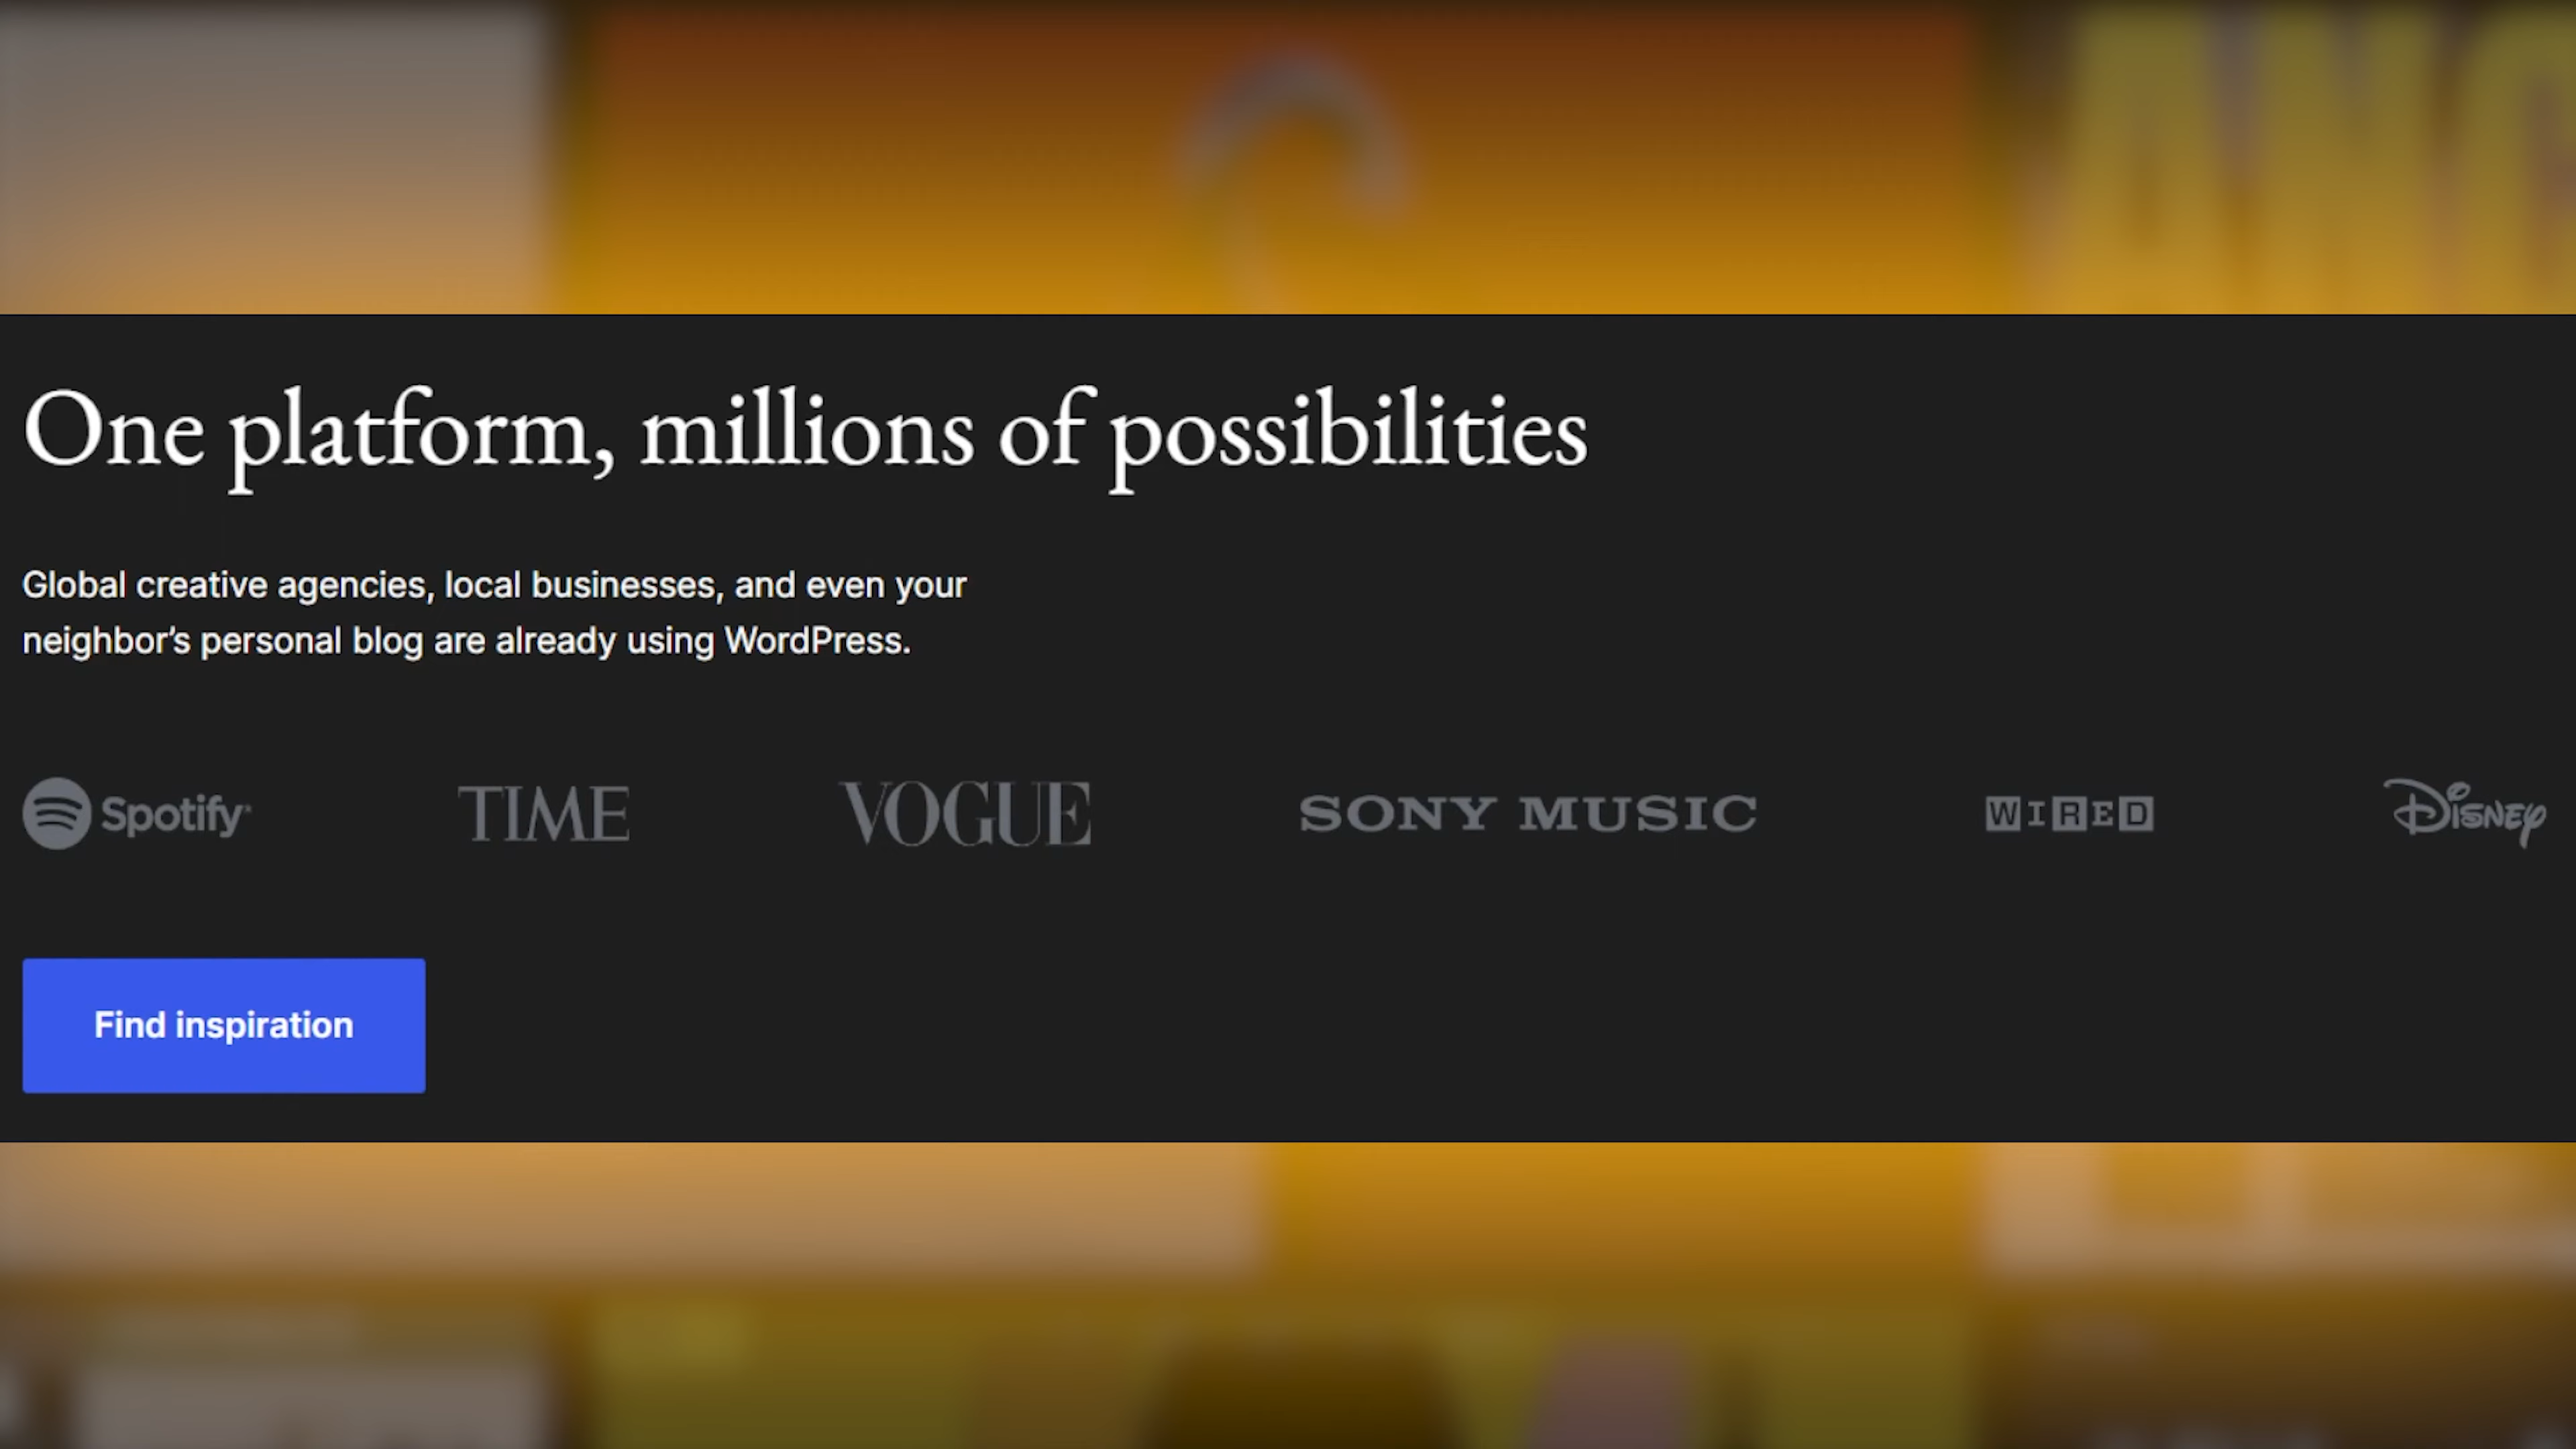 ANG
One platform, millions of possibilities
Global creative agencies, local businesses, and even your
neighbor’s personal blog are already using WordPress.
Spotify
TIME
VOGUE
SONY MUSIC
WIRED
Disney
Find inspiration